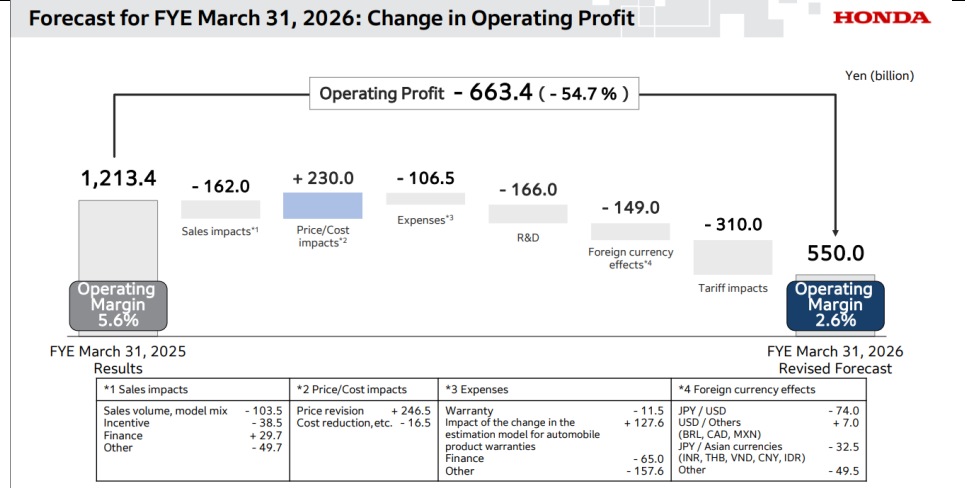 Forecast for FYE March 31, 2026: Change in Operating Profit
HONDA
Yen (billion)
Operating Profit - 663.4 ( - 54.7 % )
1,213.4
- 162.0
Sales impacts*1
+ 230.0
Price/Cost
impacts*2
- 106.5
Expenses*3
- 166.0
R&D
- 149.0
Foreign currency
effects*4
- 310.0
Tariff impacts
550.0
Operating
Margin
5.6%
Operating
Margin
2.6%
FYE March 31, 2025
Results
FYE March 31, 2026
Revised Forecast
*1 Sales impacts
Sales volume, model mix - 103.5
Incentive - 38.5
Finance + 29.7
Other - 49.7
*2 Price/Cost impacts
Price revision + 246.5
Cost reduction, etc. - 16.5
*3 Expenses
Warranty - 11.5
Impact of the change in the + 127.6
estimation model for automobile
product warranties
Finance - 65.0
Other - 157.6
*4 Foreign currency effects
JPY / USD - 74.0
USD / Others + 7.0
(BRL, CAD, MXN)
JPY / Asian currencies - 32.5
(INR, THB, VND, CNY, IDR)
Other - 49.5